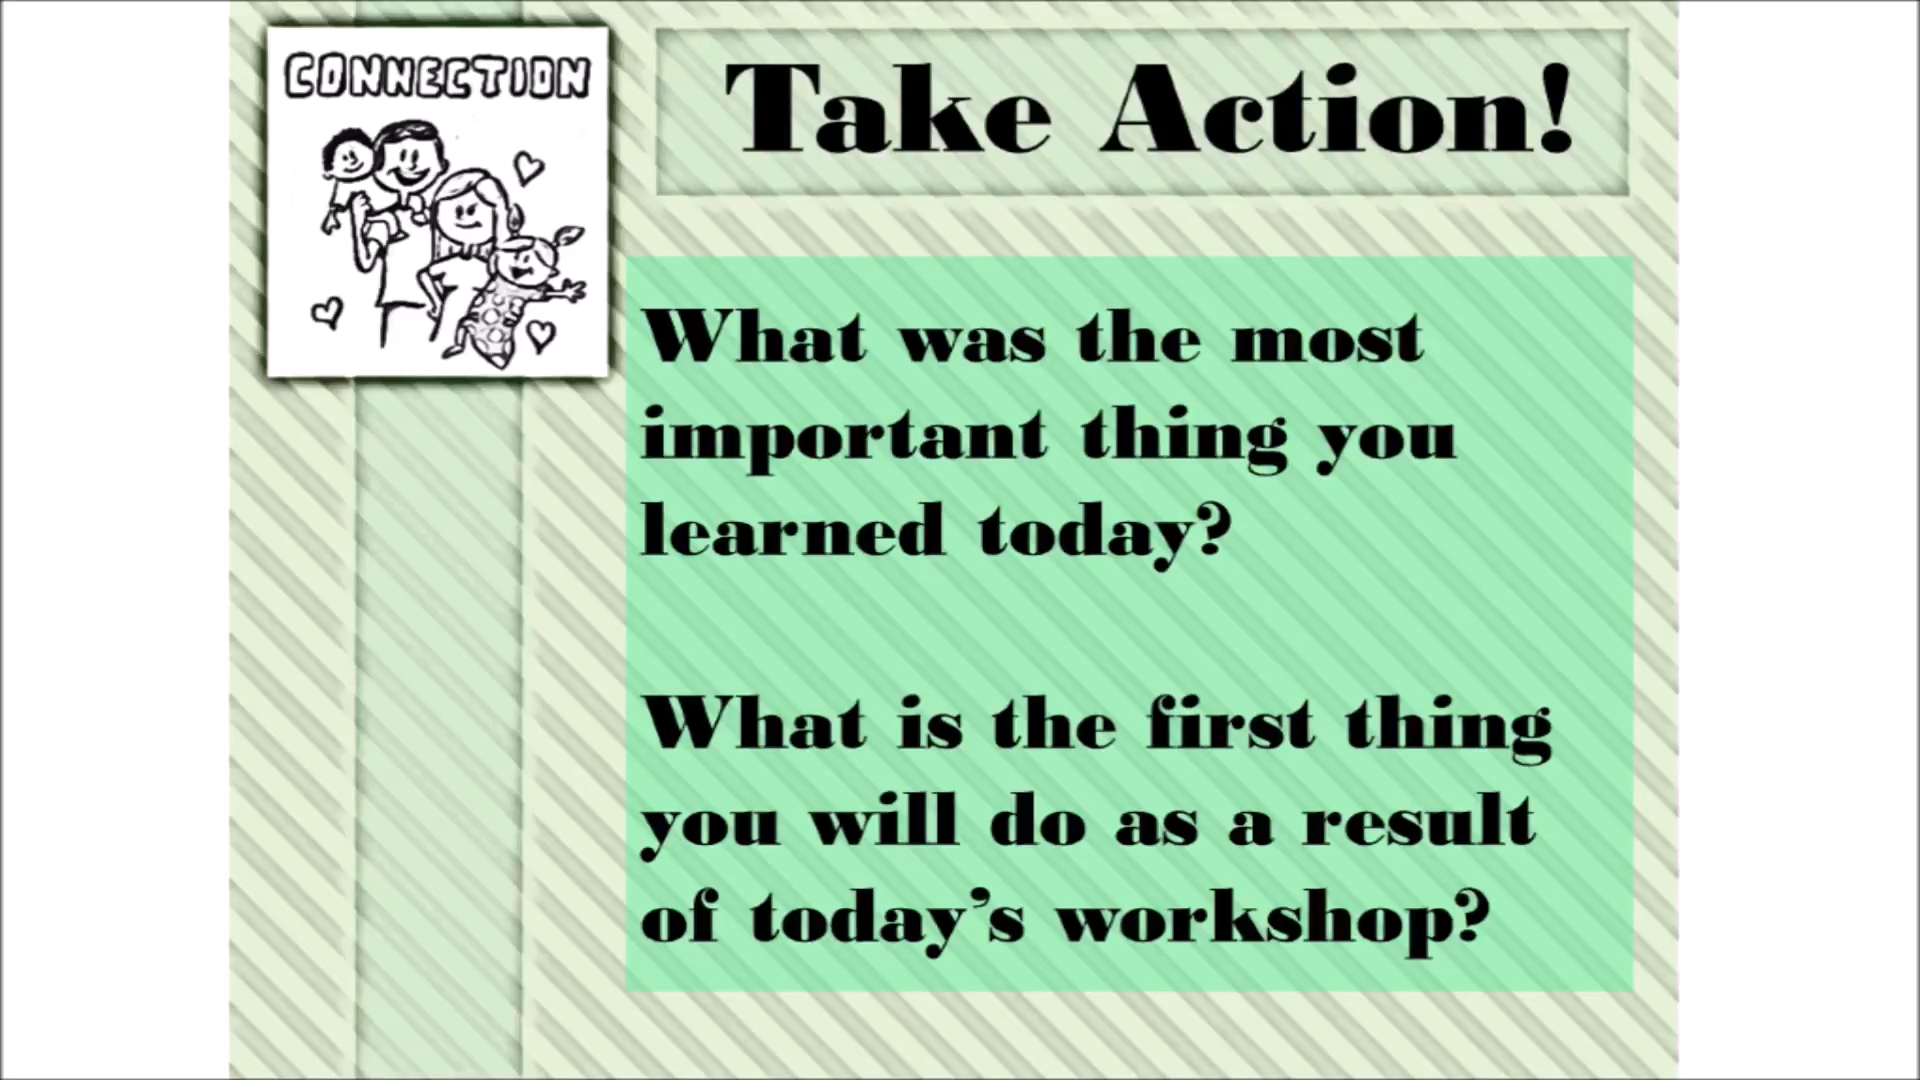 CONNECTION
Take Action!
What was the most
important thing you
learned today?
What is the first thing
you will do as a result
of today’s workshop?